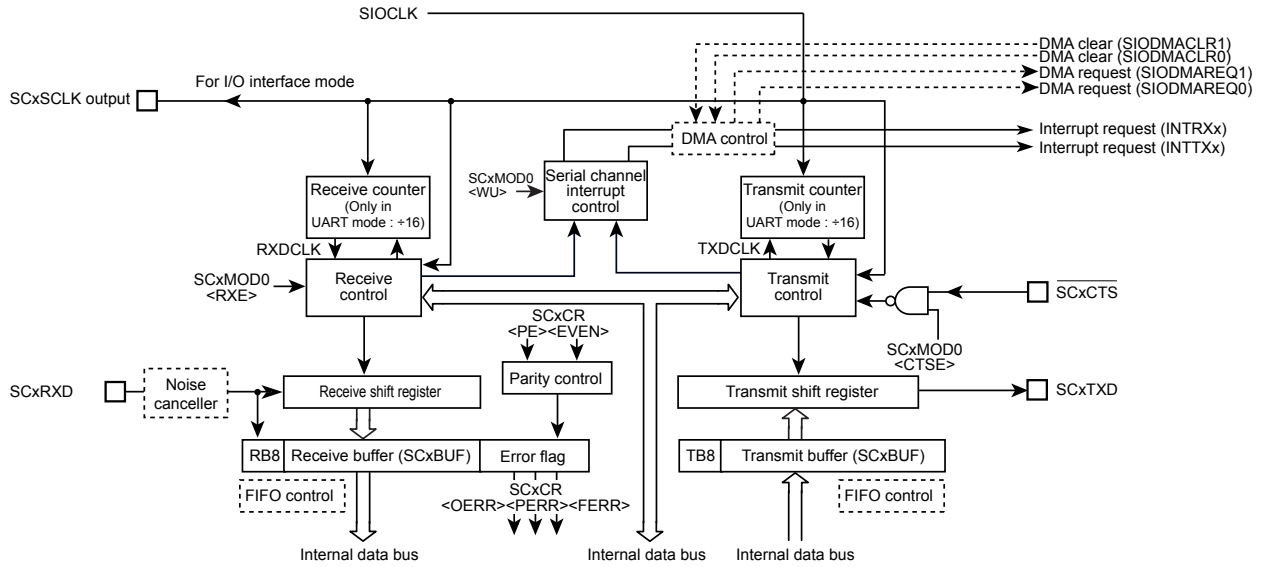 SIOCLK
DMA clear (SIODMACLR1)
DMA clear (SIODMACLR0)
DMA request (SIODMAREQ1)
DMA request (SIODMAREQ0)
For I/O interface mode
SCxSCLK output
DMA control
Interrupt request (INTRXx)
Interrupt request (INTTXx)
Receive counter
(Only in
UART mode : ÷16)
SCxMOD0
<WU>
Serial channel
interrupt
control
Transmit counter
(Only in
UART mode : ÷16)
RXDCLK
TXDCLK
SCxMOD0
<RXE>
Receive
control
Transmit
control
SCxCTS
SCxCR
<PE><EVEN>
SCxMOD0
<CTSE>
Parity control
SCxRXD
Noise
canceller
Receive shift register
Transmit shift register
SCxTXD
RB8
Receive buffer (SCxBUF)
Error flag
TB8
Transmit buffer (SCxBUF)
FIFO control
SCxCR
<OERR><PERR><FERR>
FIFO control
Internal data bus
Internal data bus
Internal data bus